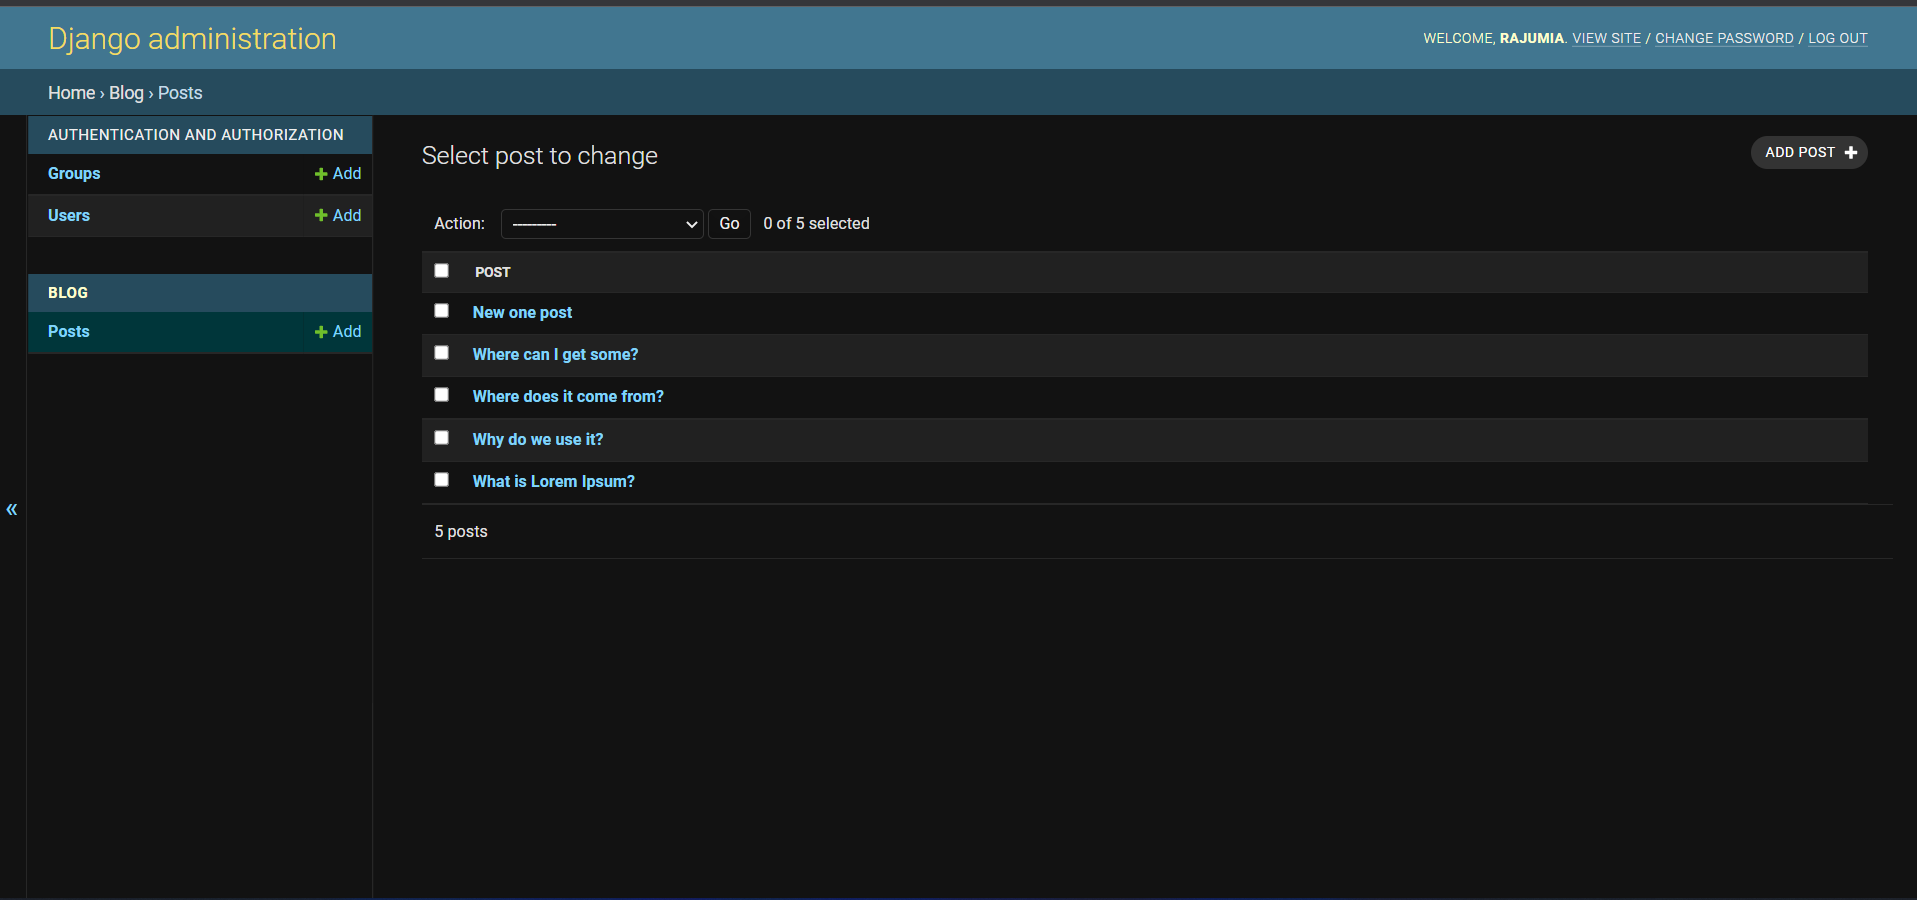 Django administration
WELCOME, RAJUMIA. VIEW SITE / CHANGE PASSWORD / LOG OUT
Home › Blog › Posts
AUTHENTICATION AND AUTHORIZATION
Groups + Add
Users + Add
BLOG
Posts + Add
«
Select post to change
ADD POST +
Action: --------- Go 0 of 5 selected
POST
New one post
Where can I get some?
Where does it come from?
Why do we use it?
What is Lorem Ipsum?
5 posts